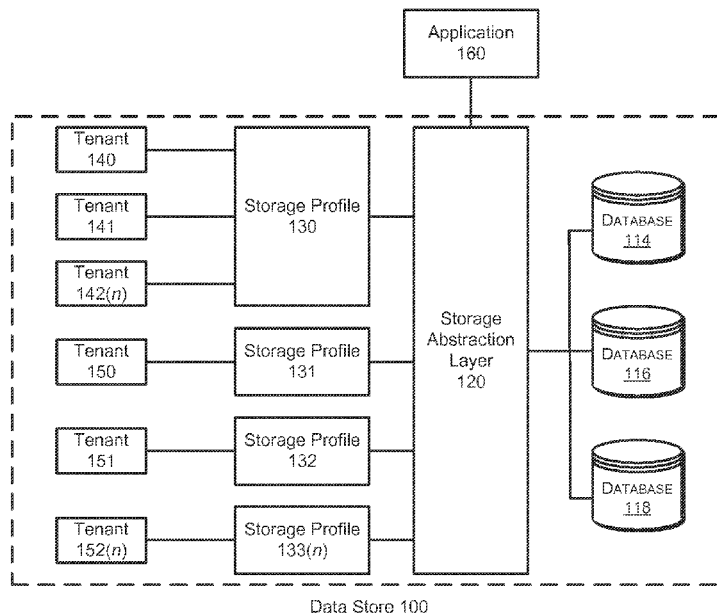 Application
160
Tenant
140
Tenant
141
Tenant
142(n)
Tenant
150
Tenant
151
Tenant
152(n)
Storage Profile
130
Storage Profile
131
Storage Profile
132
Storage Profile
133(n)
Storage
Abstraction
Layer
120
DATABASE
114
DATABASE
116
DATABASE
118
Data Store 100